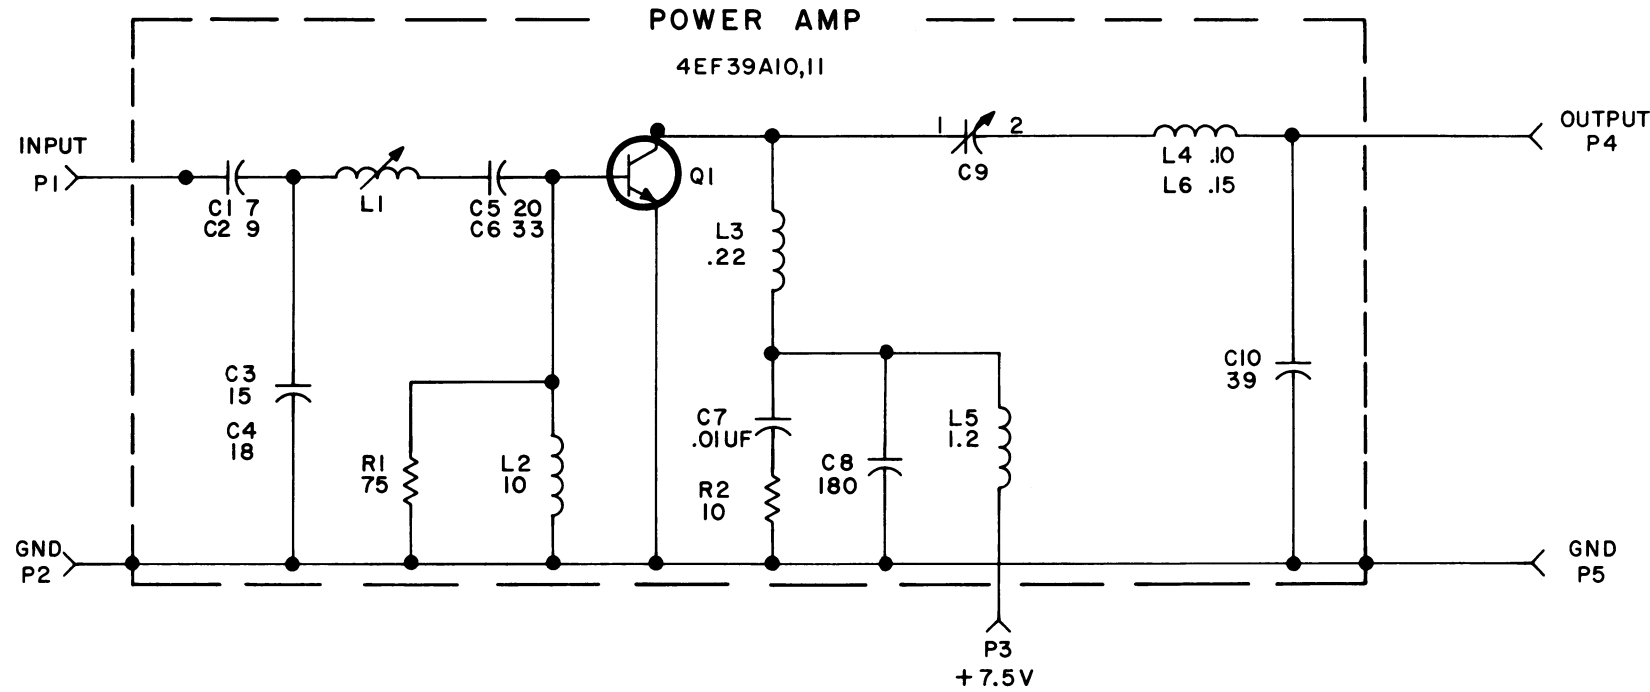 POWER AMP
4EF39A10,11
INPUT
P1
C1 7
C2 9
L1
C5 20
C6 33
Q1
1
2
C9
L4 .10
L6 .15
OUTPUT
P4
L3
.22
C3
15
C4
18
R1
75
L2
10
C7
.01UF
R2
10
C8
180
L5
1.2
C10
39
GND
P2
GND
P5
P3
+7.5V